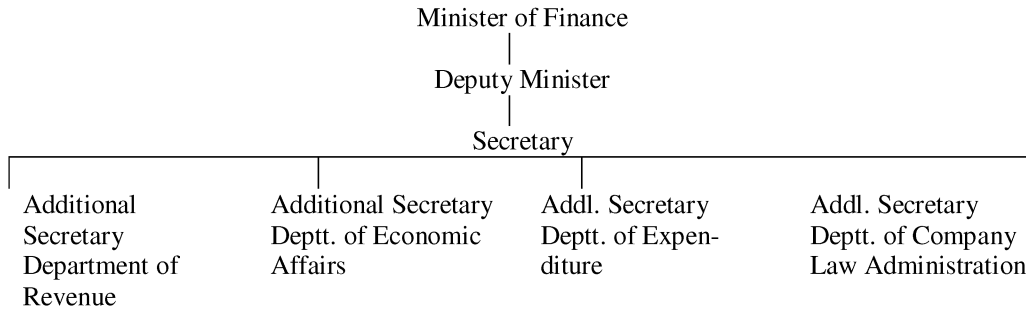 Minister of Finance
Deputy Minister
Secretary
Additional
Secretary
Department of
Revenue
Additional Secretary
Deptt. of Economic
Affairs
Addl. Secretary
Deptt. of Expen-
diture
Addl. Secretary
Deptt. of Company
Law Administration